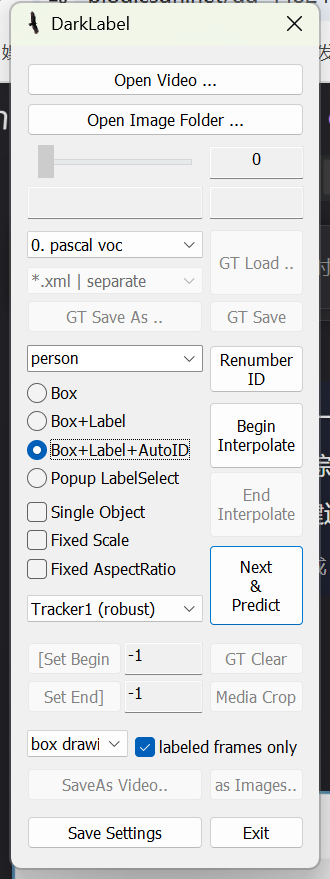 DarkLabel
Open Video ...
Open Image Folder ...
0
0. pascal voc
GT Load ..
*.xml | separate
GT Save As ..
GT Save
person
Renumber
ID
Box
Box+Label
Begin
Interpolate
Box+Label+AutoID
Popup LabelSelect
End
Interpolate
Single Object
Fixed Scale
Fixed AspectRatio
Next
&
Predict
Tracker1 (robust)
[Set Begin
-1
GT Clear
Set End]
-1
Media Crop
box drawi
labeled frames only
SaveAs Video..
as Images..
Save Settings
Exit